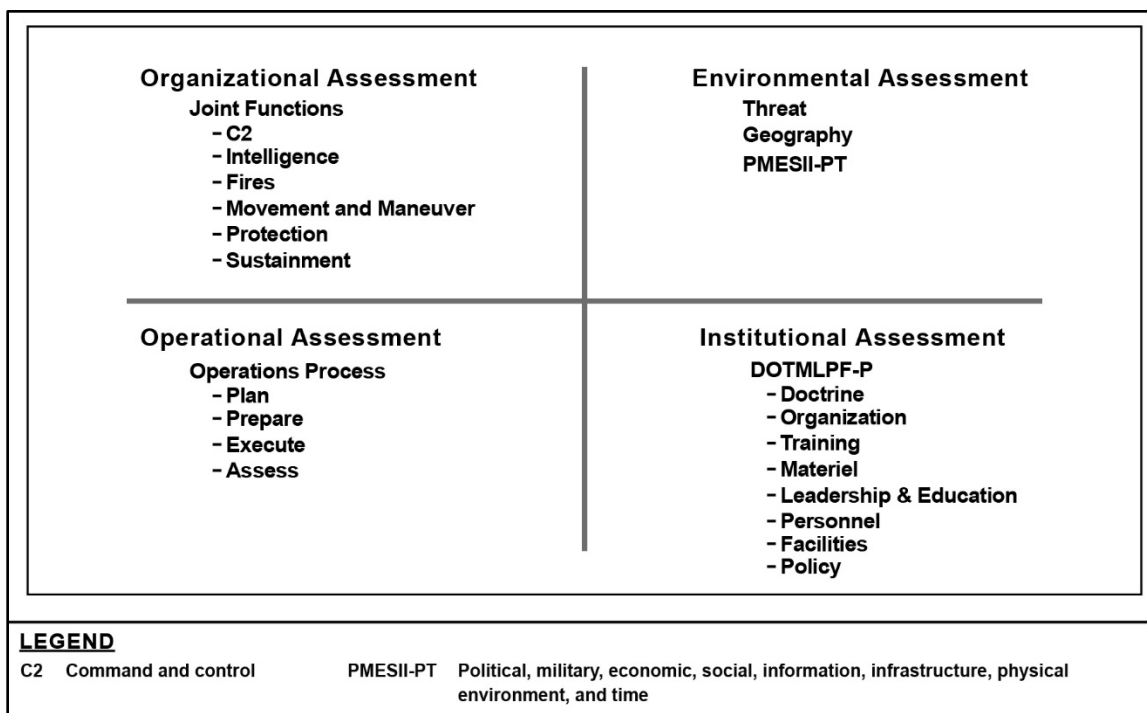 Organizational Assessment
Joint Functions
– C2
– Intelligence
– Fires
– Movement and Maneuver
– Protection
– Sustainment
Environmental Assessment
Threat
Geography
PMESII-PT
Operational Assessment
Operations Process
– Plan
– Prepare
– Execute
– Assess
Institutional Assessment
DOTMLPF-P
– Doctrine
– Organization
– Training
– Materiel
– Leadership & Education
– Personnel
– Facilities
– Policy
LEGEND
C2 Command and control
PMESII-PT Political, military, economic, social, information, infrastructure, physical
environment, and time